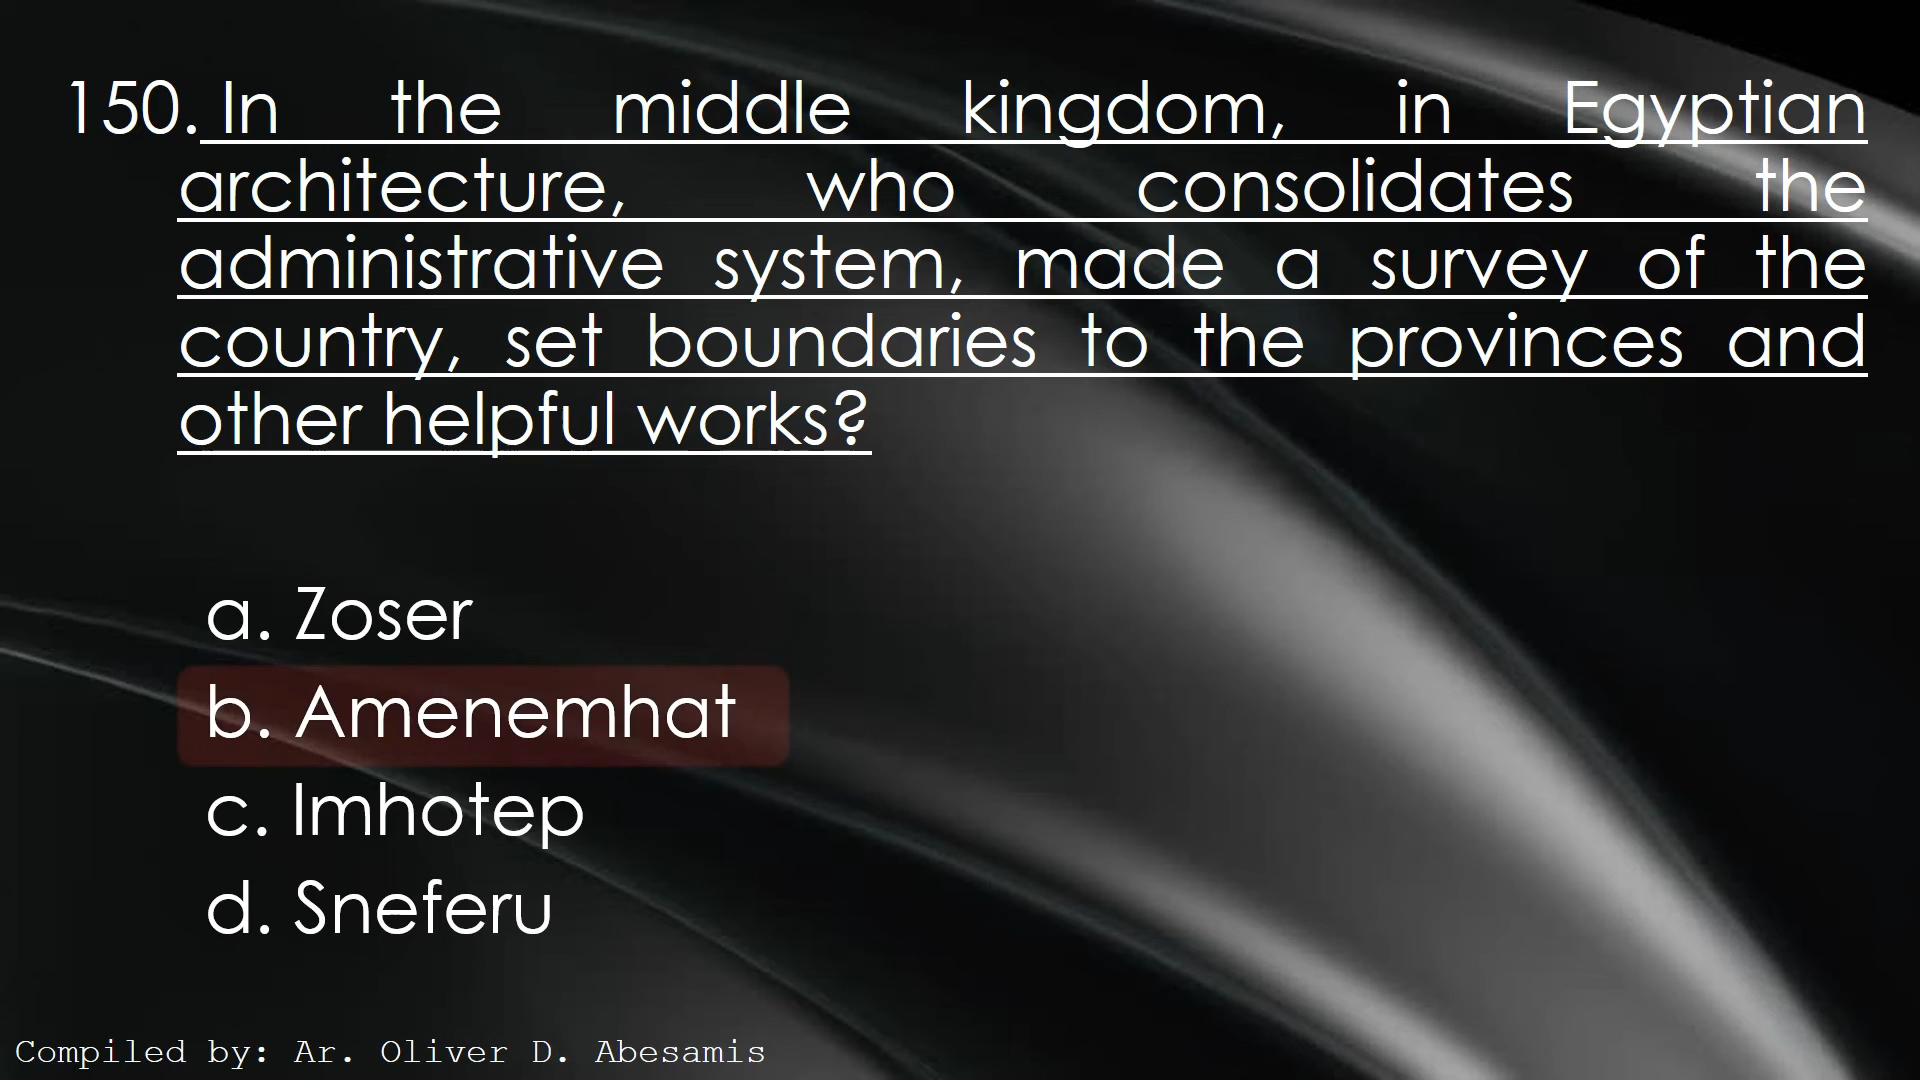 150. In the middle kingdom, in Egyptian
architecture, who consolidates the
administrative system, made a survey of the
country, set boundaries to the provinces and
other helpful works?
a. Zoser
b. Amenemhat
c. Imhotep
d. Sneferu
Compiled by: Ar. Oliver D. Abesamis